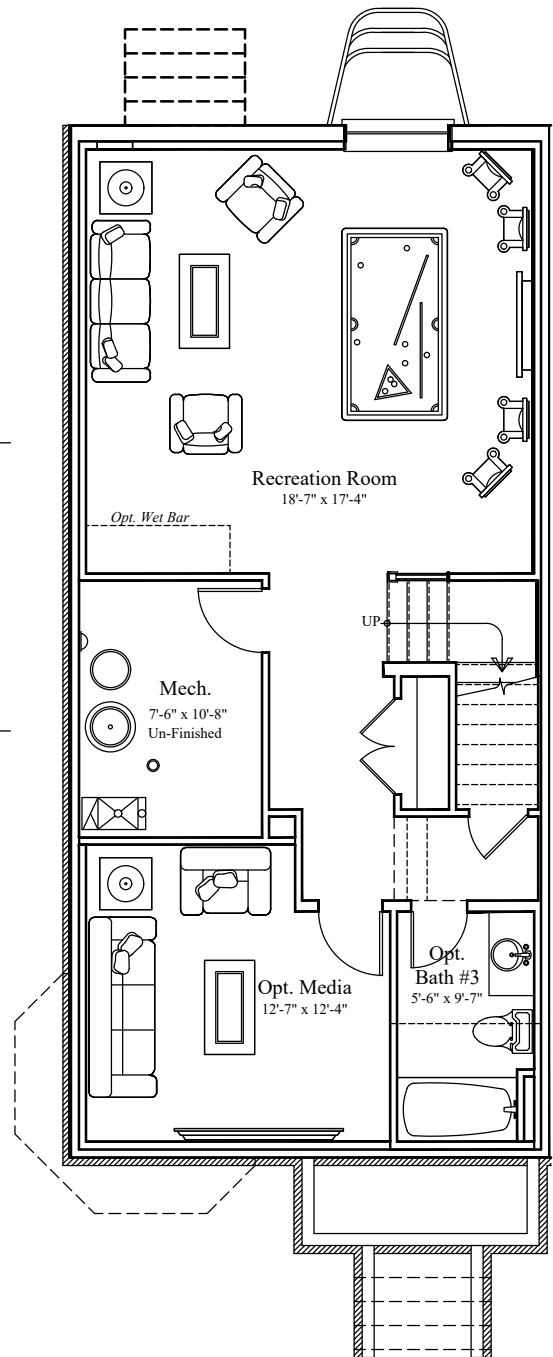 Recreation Room
18'-7" x 17'-4"
Opt. Wet Bar
UP
Mech.
7'-6" x 10'-8"
Un-Finished
Opt.
Bath #3
5'-6" x 9'-7"
Opt. Media
12'-7" x 12'-4"